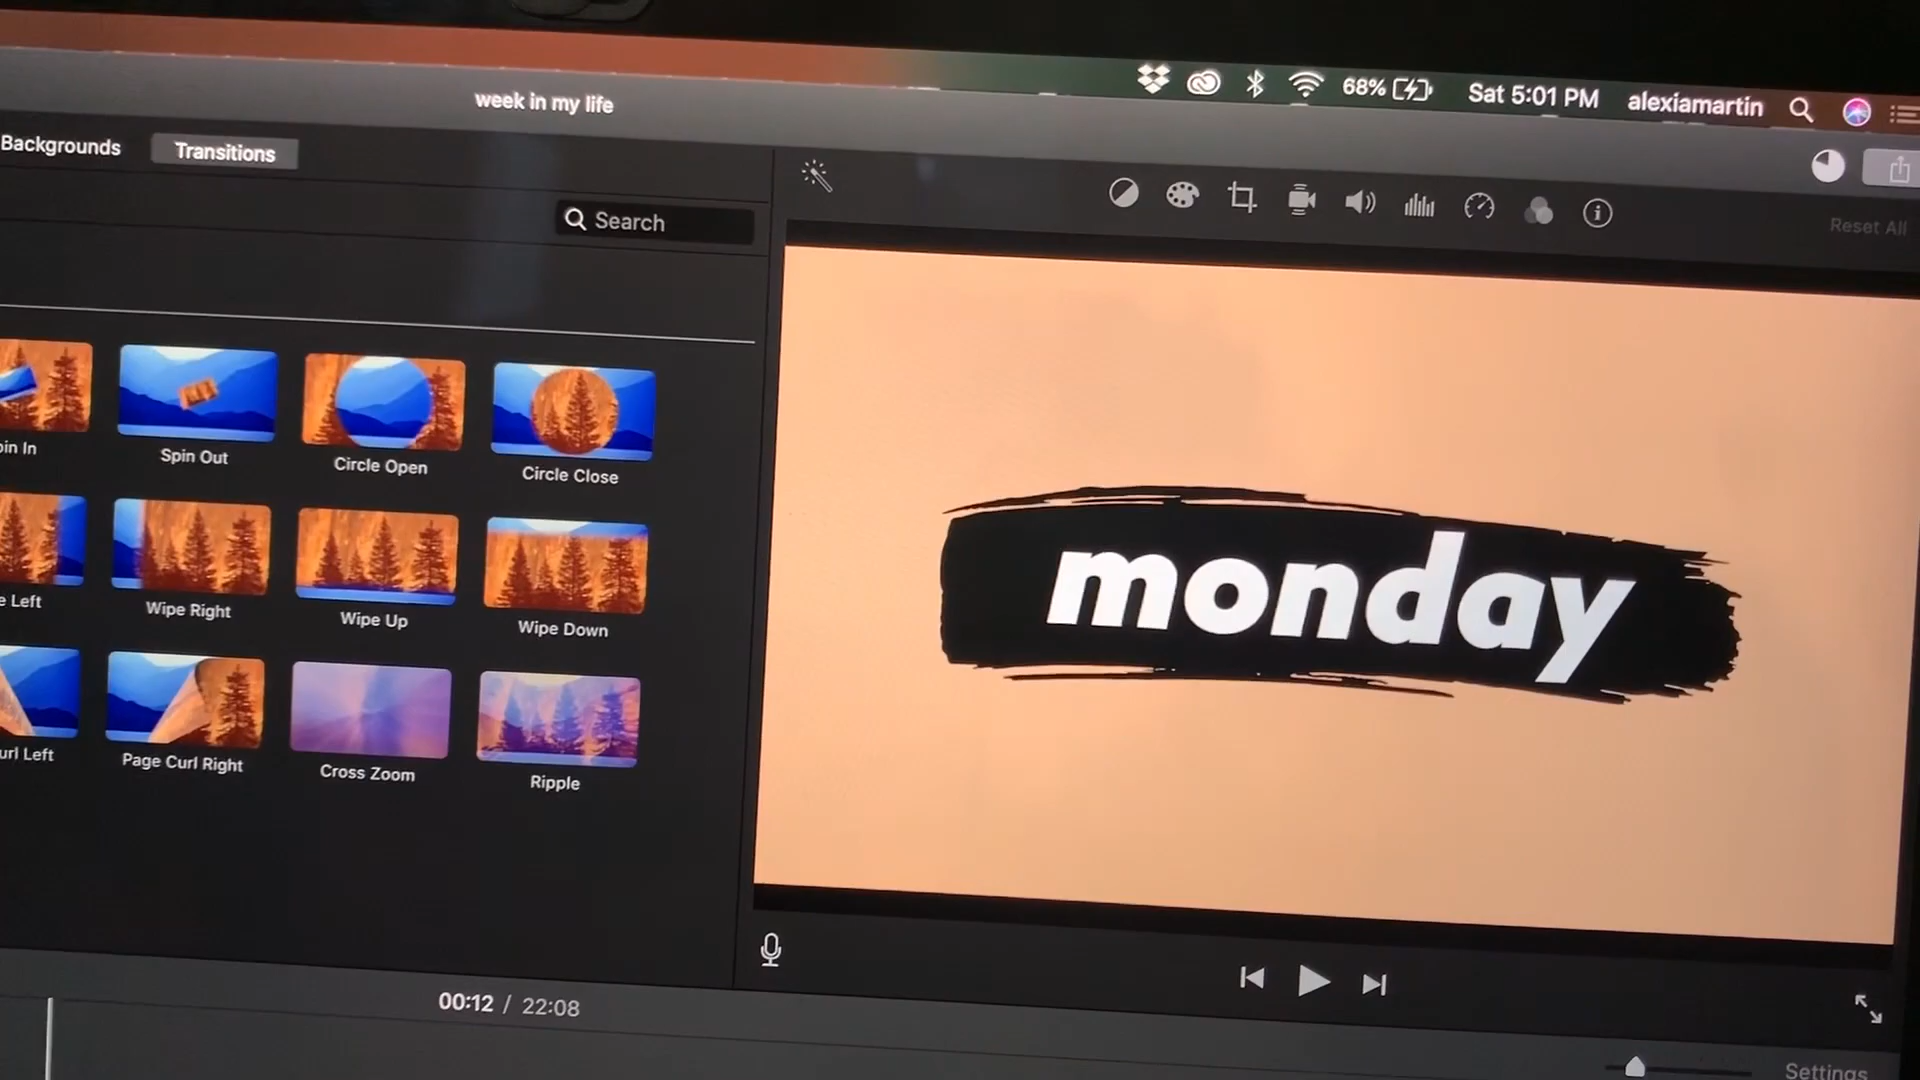 68% Sat 5:01 PM alexiamartin
week in my life
Backgrounds Transitions
Search
Reset All
Spin Out Circle Open Circle Close
monday
Wipe Right Wipe Up Wipe Down
Page Curl Right Cross Zoom Ripple
00:12 / 22:08
Settings